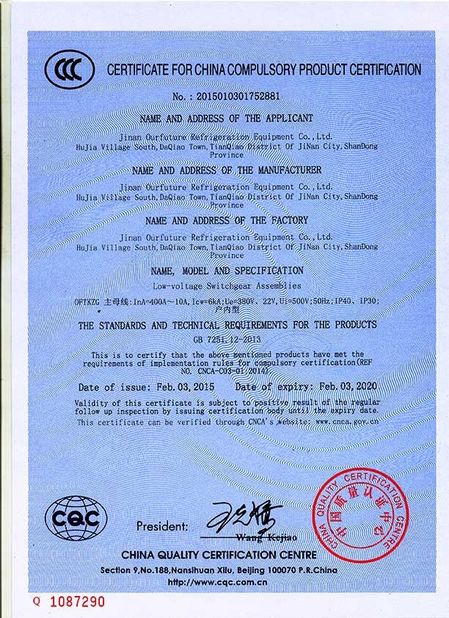 CCC
CERTIFICATE FOR CHINA COMPULSORY PRODUCT CERTIFICATION
No.: 2015010301752881
NAME AND ADDRESS OF THE APPLICANT
Jinan Ourfuture Refrigeration Equipment Co., Ltd.
HuJia Village South, DaQiao Town, TianQiao District Of JiNan City, ShanDong
Province
NAME AND ADDRESS OF THE MANUFACTURER
Jinan Ourfuture Refrigeration Equipment Co., Ltd.
HuJia Village South, DaQiao Town, TianQiao District Of JiNan City, ShanDong
Province
NAME AND ADDRESS OF THE FACTORY
Jinan Ourfuture Refrigeration Equipment Co., Ltd.
HuJia Village South, DaQiao Town, TianQiao District Of JiNan City, ShanDong
Province
NAME, MODEL AND SPECIFICATION
Low-voltage Switchgear Assemblies
OPTKZG 主母线:InA=400A~10A, Icw=6kA;Ue=380V, 22V,Ui=500V;50Hz;IP40、IP30;
户内型
THE STANDARDS AND TECHNICAL REQUIREMENTS FOR THE PRODUCTS
GB 7251.12-2013
This is to certify that the above mentioned products have met the
requirements of implementation rules for compulsory certification(REF
NO. CNCA-C03-01:2014).
Date of issue: Feb.03,2015 Date of expiry: Feb.03,2020
Validity of this certificate is subject to positive result of the regular
follow up inspection by issuing certification body until the expiry date.
This certificate can be verified through CNCA's website: www.cnca.gov.cn
CQC
President:
Wang Kejiao
CHINA QUALITY CERTIFICATION CENTRE
中国质量认证中心
CHINA QUALITY CERTIFICATION CENTRE
Section 9, No.188, Nansihuan Xilu, Beijing 100070 P.R.China
http://www.cqc.com.cn
Q 1087290